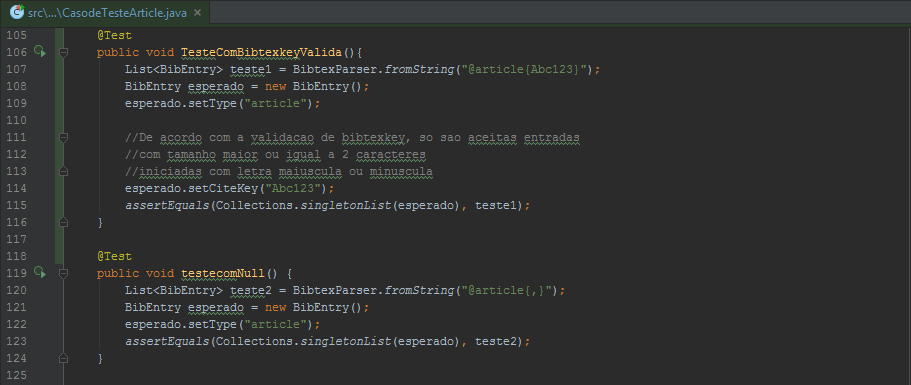 src\...\CasodeTesteArticle.java ×
105 @Test
106 public void TesteComBibtexkeyValida(){
107 List<BibEntry> teste1 = BibtexParser.fromString("@article{Abc123}");
108 BibEntry esperado = new BibEntry();
109 esperado.setType("article");
110
111 //De acordo com a validacao de bibtexkey, so sao aceitas entradas
112 //com tamanho maior ou igual a 2 caracteres
113 //iniciadas com letra maiuscula ou minuscula
114 esperado.setCiteKey("Abc123");
115 assertEquals(Collections.singletonList(esperado), teste1);
116 }
117
118 @Test
119 public void testecomNull() {
120 List<BibEntry> teste2 = BibtexParser.fromString("@article{,}");
121 BibEntry esperado = new BibEntry();
122 esperado.setType("article");
123 assertEquals(Collections.singletonList(esperado), teste2);
124 }
125